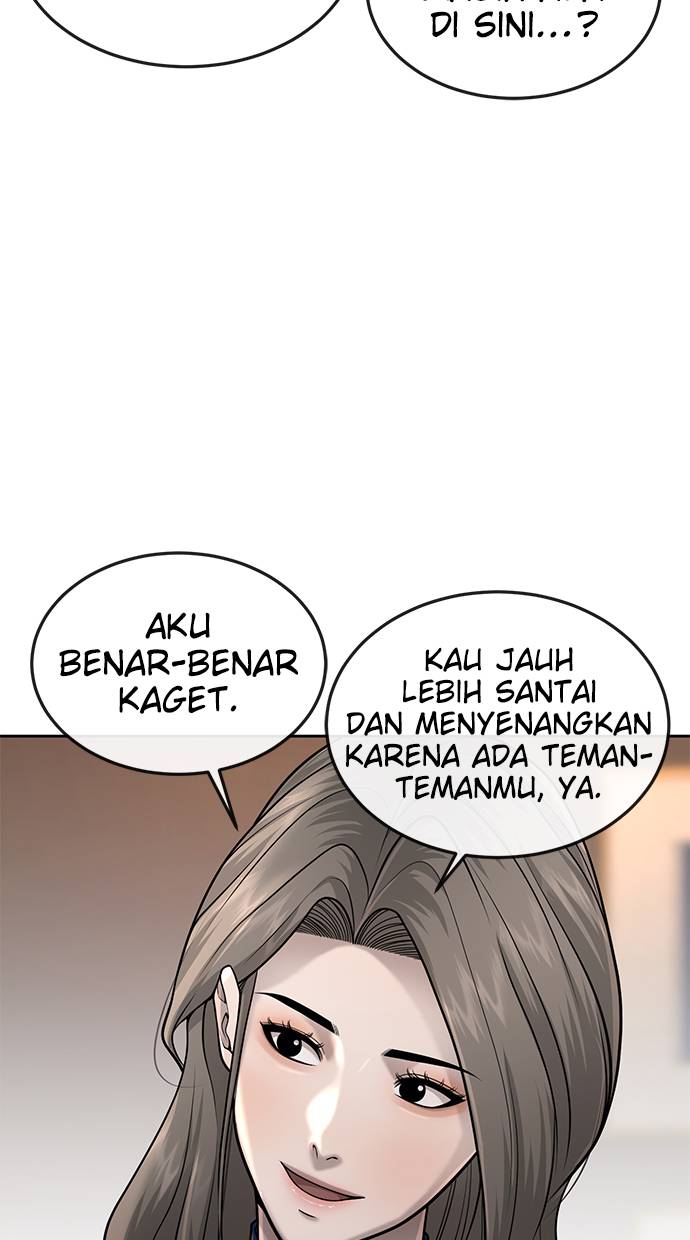 DI SINI...?
AKU
BENAR-BENAR
KAGET.
KAU JAUH
LEBIH SANTAI
DAN MENYENANGKAN
KARENA ADA TEMAN-
TEMANMU, YA.